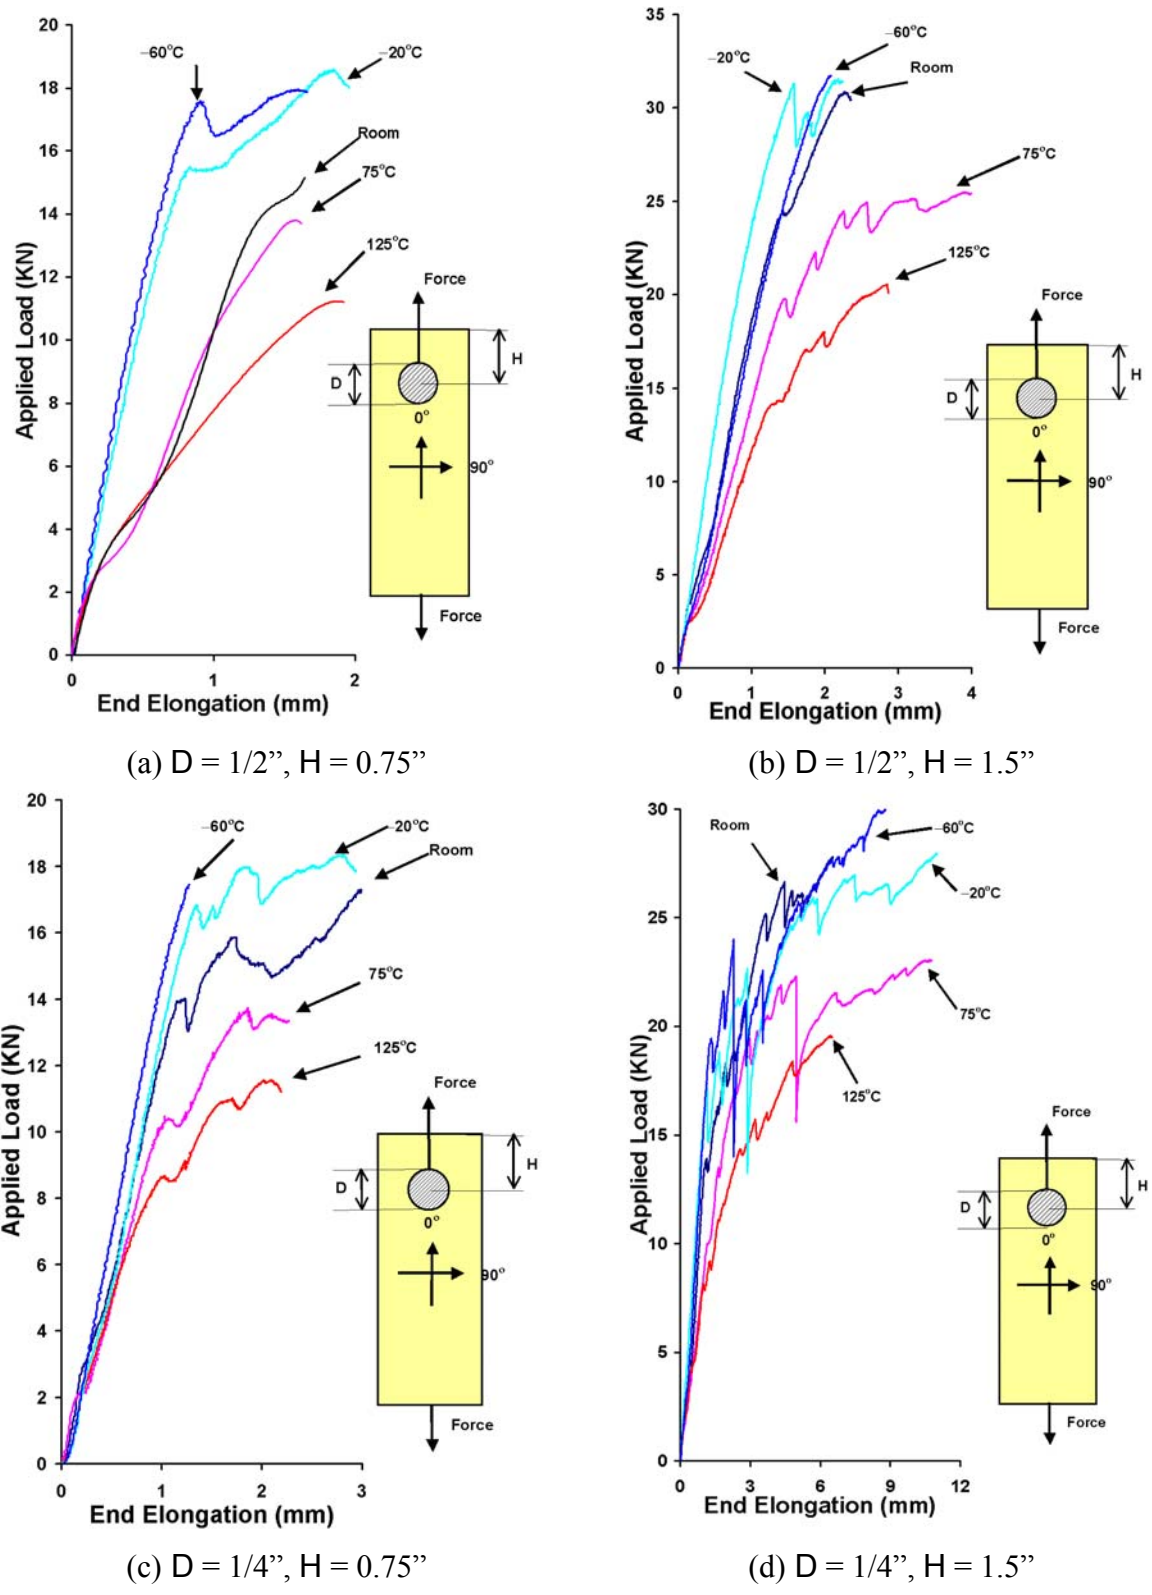 20
18
16
14
12
10
8
6
4
2
0
Applied Load (KN)
−60°C
−20°C
Room
75°C
125°C
Force
H
D
0°
90°
Force
0 1 2
End Elongation (mm)
(a) D = 1/2”, H = 0.75”
35
30
25
20
15
10
5
0
Applied Load (KN)
−60°C
−20°C
Room
75°C
125°C
Force
H
D
0°
90°
Force
0 1 2 3 4
End Elongation (mm)
(b) D = 1/2”, H = 1.5”
20
18
16
14
12
10
8
6
4
2
0
Applied Load (KN)
−60°C
−20°C
Room
75°C
125°C
Force
H
D
0°
90°
Force
0 1 2 3
End Elongation (mm)
(c) D = 1/4”, H = 0.75”
30
25
20
15
10
5
0
Applied Load (KN)
Room
−60°C
−20°C
75°C
125°C
Force
H
D
0°
90°
Force
0 3 6 9 12
End Elongation (mm)
(d) D = 1/4”, H = 1.5”